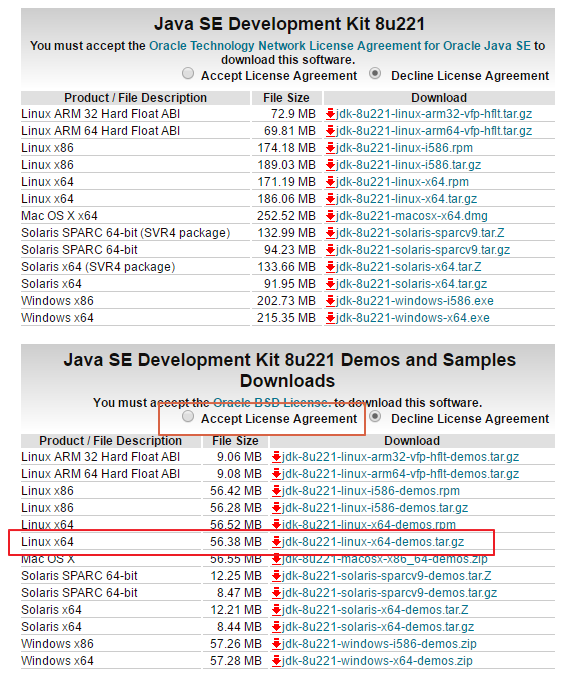 Java SE Development Kit 8u221
You must accept the Oracle Technology Network License Agreement for Oracle Java SE to
download this software.
Accept License Agreement Decline License Agreement
Product / File Description File Size Download
Linux ARM 32 Hard Float ABI 72.9 MB jdk-8u221-linux-arm32-vfp-hflt.tar.gz
Linux ARM 64 Hard Float ABI 69.81 MB jdk-8u221-linux-arm64-vfp-hflt.tar.gz
Linux x86 174.18 MB jdk-8u221-linux-i586.rpm
Linux x86 189.03 MB jdk-8u221-linux-i586.tar.gz
Linux x64 171.19 MB jdk-8u221-linux-x64.rpm
Linux x64 186.06 MB jdk-8u221-linux-x64.tar.gz
Mac OS X x64 252.52 MB jdk-8u221-macosx-x64.dmg
Solaris SPARC 64-bit (SVR4 package) 132.99 MB jdk-8u221-solaris-sparcv9.tar.Z
Solaris SPARC 64-bit 94.23 MB jdk-8u221-solaris-sparcv9.tar.gz
Solaris x64 (SVR4 package) 133.66 MB jdk-8u221-solaris-x64.tar.Z
Solaris x64 91.95 MB jdk-8u221-solaris-x64.tar.gz
Windows x86 202.73 MB jdk-8u221-windows-i586.exe
Windows x64 215.35 MB jdk-8u221-windows-x64.exe
Java SE Development Kit 8u221 Demos and Samples
Downloads
You must accept the Oracle BSD License. to download this software.
Accept License Agreement Decline License Agreement
Product / File Description File Size Download
Linux ARM 32 Hard Float ABI 9.06 MB jdk-8u221-linux-arm32-vfp-hflt-demos.tar.gz
Linux ARM 64 Hard Float ABI 9.08 MB jdk-8u221-linux-arm64-vfp-hflt-demos.tar.gz
Linux x86 56.42 MB jdk-8u221-linux-i586-demos.rpm
Linux x86 56.28 MB jdk-8u221-linux-i586-demos.tar.gz
Linux x64 56.52 MB jdk-8u221-linux-x64-demos.rpm
Linux x64 56.38 MB jdk-8u221-linux-x64-demos.tar.gz
Mac OS X 56.55 MB jdk-8u221-macosx-x86_64-demos.zip
Solaris SPARC 64-bit 12.25 MB jdk-8u221-solaris-sparcv9-demos.tar.Z
Solaris SPARC 64-bit 8.47 MB jdk-8u221-solaris-sparcv9-demos.tar.gz
Solaris x64 12.21 MB jdk-8u221-solaris-x64-demos.tar.Z
Solaris x64 8.44 MB jdk-8u221-solaris-x64-demos.tar.gz
Windows x86 57.26 MB jdk-8u221-windows-i586-demos.zip
Windows x64 57.28 MB jdk-8u221-windows-x64-demos.zip